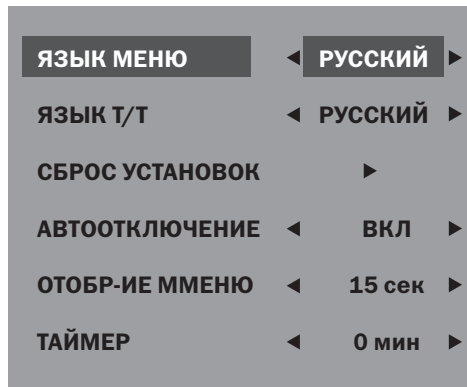 ЯЗЫК МЕНЮ РУССКИЙ
ЯЗЫК Т/Т РУССКИЙ
СБРОС УСТАНОВОК
АВТООТКЛЮЧЕНИЕ ВКЛ
ОТОБР-ИЕ ММЕНЮ 15 сек
ТАЙМЕР 0 мин